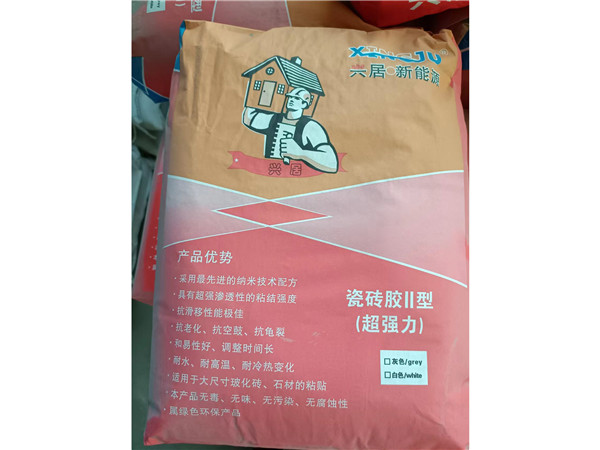 XINGJU®
兴居®新能源
兴居
产品优势
·采用最先进的纳米技术配方
·具有超强渗透性的粘结强度
·抗滑移性能极佳
·抗老化、抗空鼓、抗龟裂
·和易性好、调整时间长
·耐水、耐高温、耐冷热变化
·适用于大尺寸玻化砖、石材的粘贴
·本产品无毒、无味、无污染、无腐蚀性
·属绿色环保产品
瓷砖胶II型
(超强力)
□灰色/grey
□白色/white